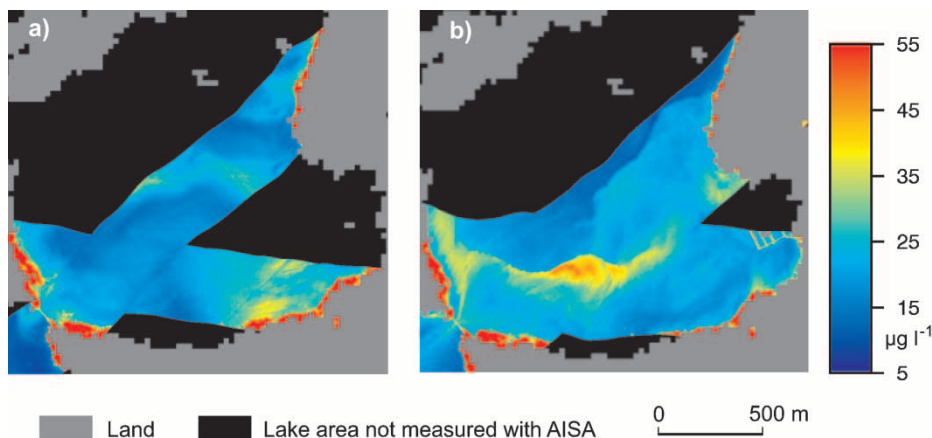 a)
b)
55
45
35
25
15
µg l⁻¹
5
Land
Lake area not measured with AISA
0 500 m